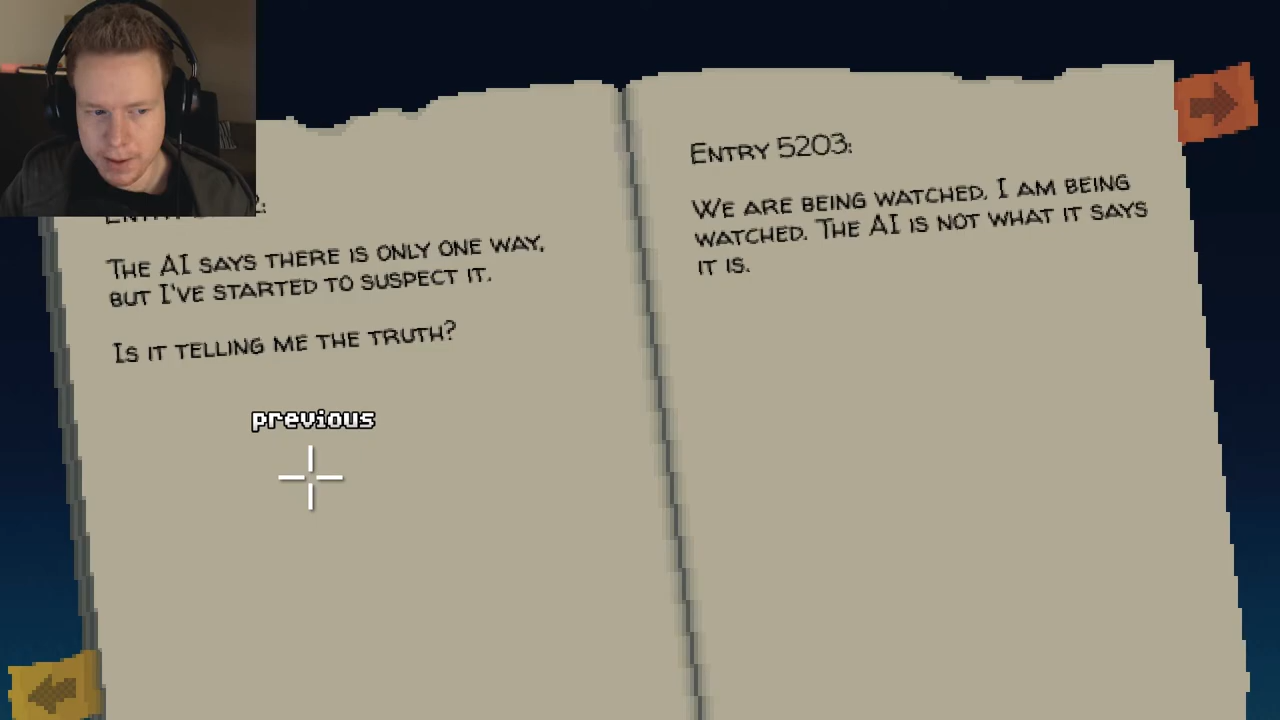 Entry 5203:
The AI says there is only one way,
but I've started to suspect it.
Is it telling me the truth?
previous
We are being watched. I am being
watched. The AI is not what it says
it is.